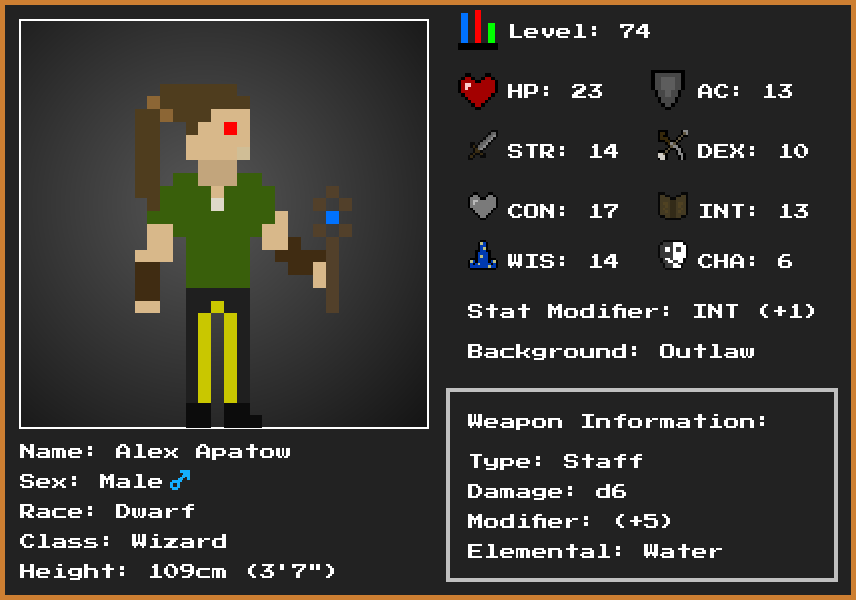 Level: 74
HP: 23
AC: 13
STR: 14
DEX: 10
CON: 17
INT: 13
WIS: 14
CHA: 6
Stat Modifier: INT (+1)
Background: Outlaw
Weapon Information:
Type: Staff
Damage: d6
Modifier: (+5)
Elemental: Water
Name: Alex Apatow
Sex: Male ♂
Race: Dwarf
Class: Wizard
Height: 109cm (3'7")